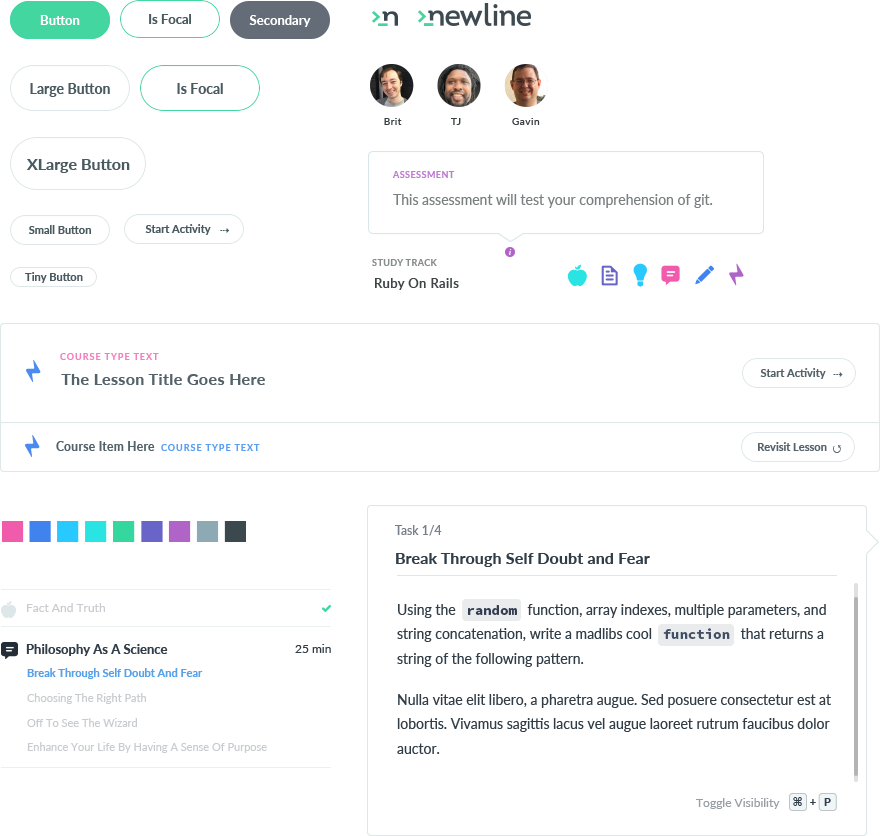 Button
Is Focal
Secondary
Large Button
Is Focal
XLarge Button
Small Button
Start Activity →
Tiny Button
>n >newline
Brit
TJ
Gavin
ASSESSMENT
This assessment will test your comprehension of git.
i
STUDY TRACK
Ruby On Rails
COURSE TYPE TEXT
The Lesson Title Goes Here
Start Activity →
Course Item Here COURSE TYPE TEXT
Revisit Lesson ↺
Fact And Truth
Philosophy As A Science 25 min
Break Through Self Doubt And Fear
Choosing The Right Path
Off To See The Wizard
Enhance Your Life By Having A Sense Of Purpose
Task 1/4
Break Through Self Doubt and Fear
Using the random function, array indexes, multiple parameters, and
string concatenation, write a madlibs cool function that returns a
string of the following pattern.
Nulla vitae elit libero, a pharetra augue. Sed posuere consectetur est at
lobortis. Vivamus sagittis lacus vel augue laoreet rutrum faucibus dolor
auctor.
Toggle Visibility ⌘ + P